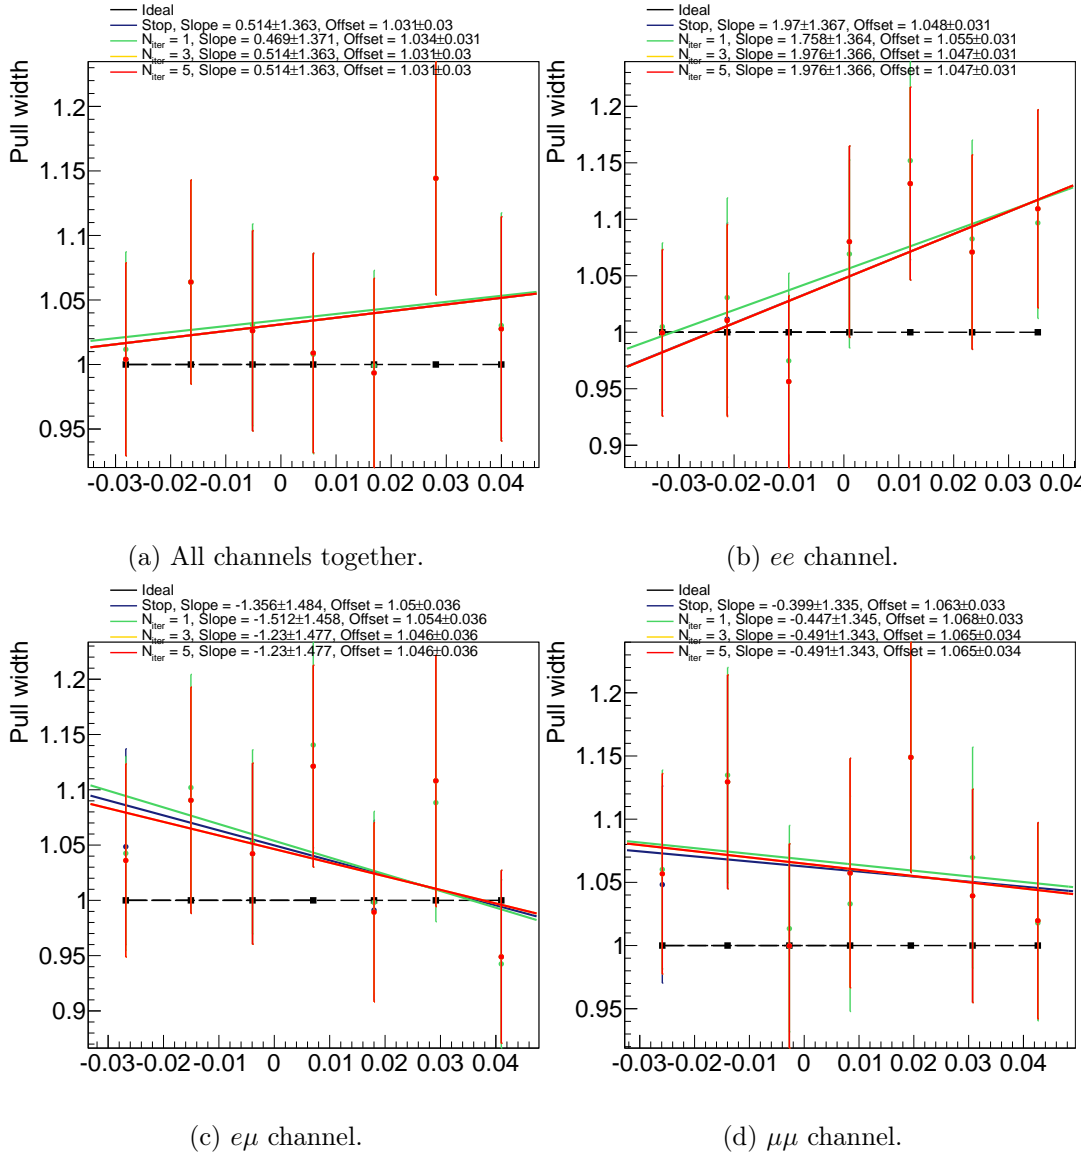 Ideal
Stop, Slope = 0.514±1.363, Offset = 1.031±0.03
N_iter = 1, Slope = 0.469±1.371, Offset = 1.034±0.031
N_iter = 3, Slope = 0.514±1.363, Offset = 1.031±0.03
N_iter = 5, Slope = 0.514±1.363, Offset = 1.031±0.03
Pull width
1.2
1.15
1.1
1.05
1
0.95
-0.03 -0.02 -0.01 0 0.01 0.02 0.03 0.04
(a) All channels together.
Ideal
Stop, Slope = 1.97±1.367, Offset = 1.048±0.031
N_iter = 1, Slope = 1.758±1.364, Offset = 1.055±0.031
N_iter = 3, Slope = 1.976±1.366, Offset = 1.047±0.031
N_iter = 5, Slope = 1.976±1.366, Offset = 1.047±0.031
Pull width
1.2
1.15
1.1
1.05
1
0.95
0.9
-0.03 -0.02 -0.01 0 0.01 0.02 0.03 0.04
(b) ee channel.
Ideal
Stop, Slope = -1.356±1.484, Offset = 1.05±0.036
N_iter = 1, Slope = -1.512±1.458, Offset = 1.054±0.036
N_iter = 3, Slope = -1.23±1.477, Offset = 1.046±0.036
N_iter = 5, Slope = -1.23±1.477, Offset = 1.046±0.036
Pull width
1.2
1.15
1.1
1.05
1
0.95
0.9
-0.03 -0.02 -0.01 0 0.01 0.02 0.03 0.04
(c) eμ channel.
Ideal
Stop, Slope = -0.399±1.335, Offset = 1.063±0.033
N_iter = 1, Slope = -0.447±1.345, Offset = 1.068±0.033
N_iter = 3, Slope = -0.491±1.343, Offset = 1.065±0.034
N_iter = 5, Slope = -0.491±1.343, Offset = 1.065±0.034
Pull width
1.2
1.15
1.1
1.05
1
0.95
-0.03 -0.02 -0.01 0 0.01 0.02 0.03 0.04
(d) μμ channel.